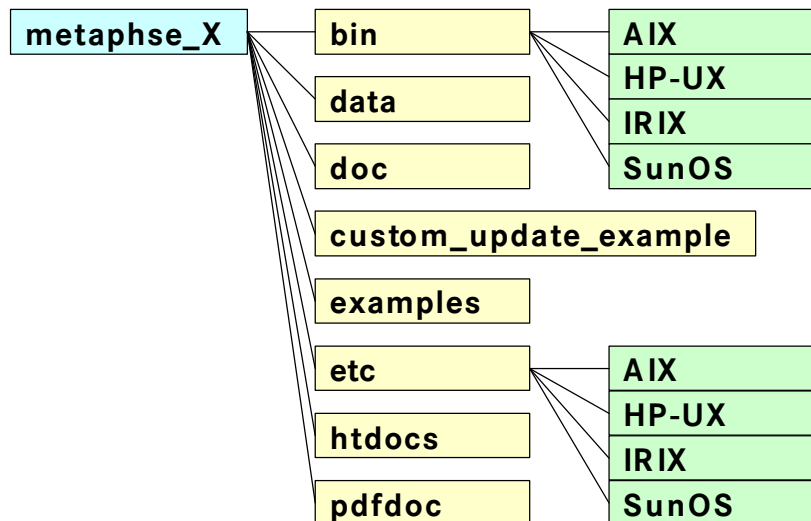 metaphse_X
bin
AIX
HP-UX
data
IRIX
doc
SunOS
custom_update_example
examples
etc
AIX
HP-UX
htdocs
IRIX
pdfdoc
SunOS